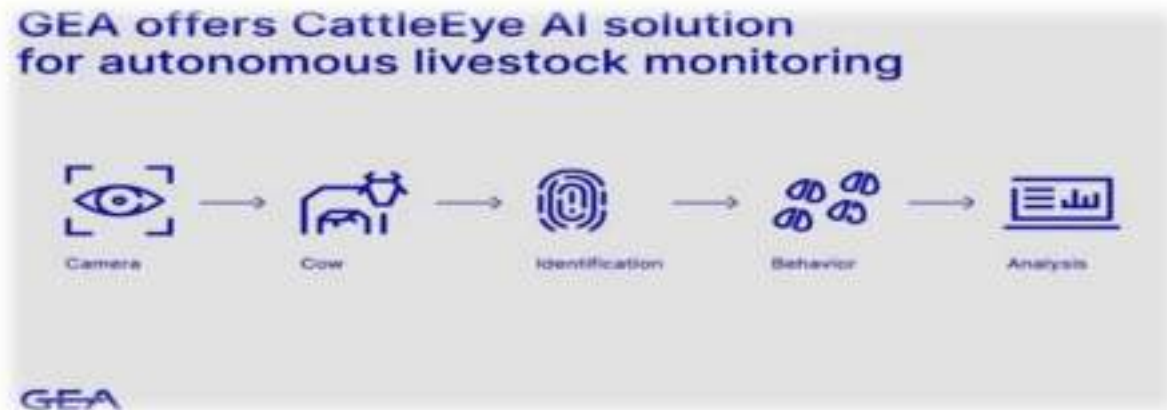 GEA offers CattleEye AI solution
for autonomous livestock monitoring
Camera
Cow
Identification
Behavior
Analysis
GEA